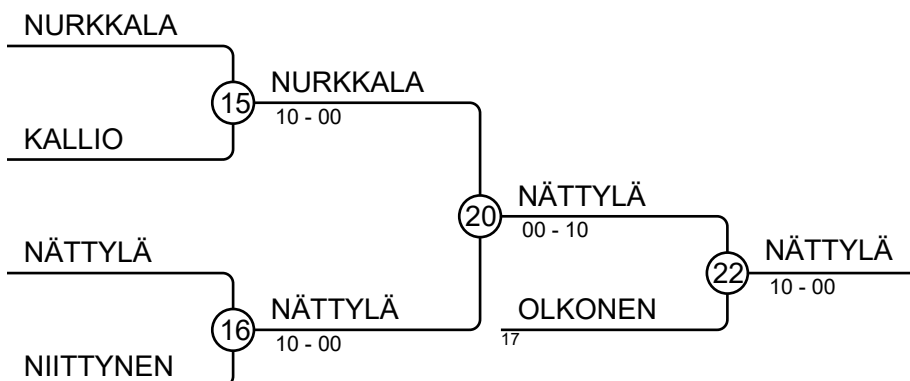 NURKKALA
15
NURKKALA
10 - 00
KALLIO
20
NÄTTYLÄ
00 - 10
NÄTTYLÄ
22
NÄTTYLÄ
10 - 00
16
NÄTTYLÄ
10 - 00
OLKONEN
17
NIITTYNEN